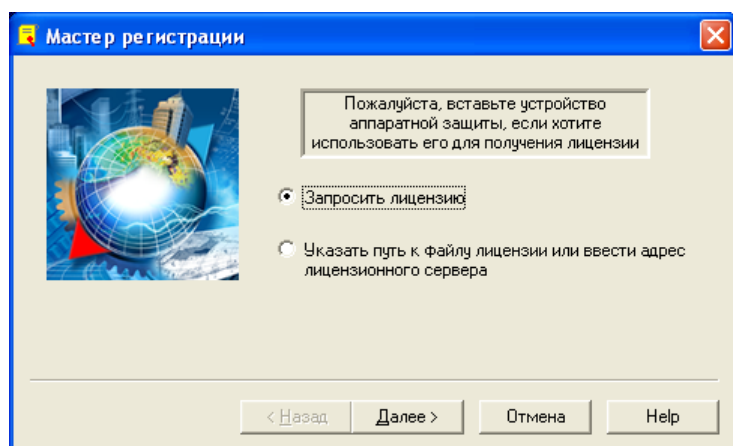 Мастер регистрации
Пожалуйста, вставьте устройство
аппаратной защиты, если хотите
использовать его для получения лицензии
Запросить лицензию
Указать путь к файлу лицензии или ввести адрес
лицензионного сервера
< Назад Далее > Отмена Help